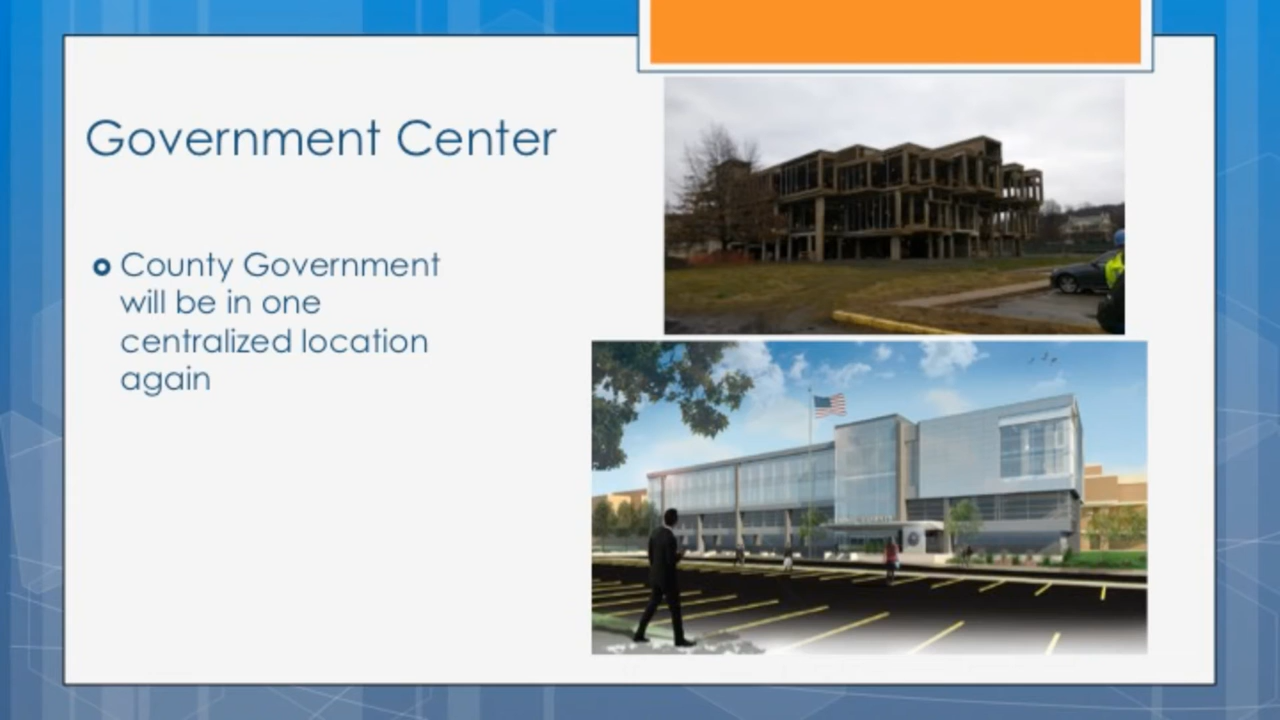 Government Center
County Government
will be in one
centralized location
again